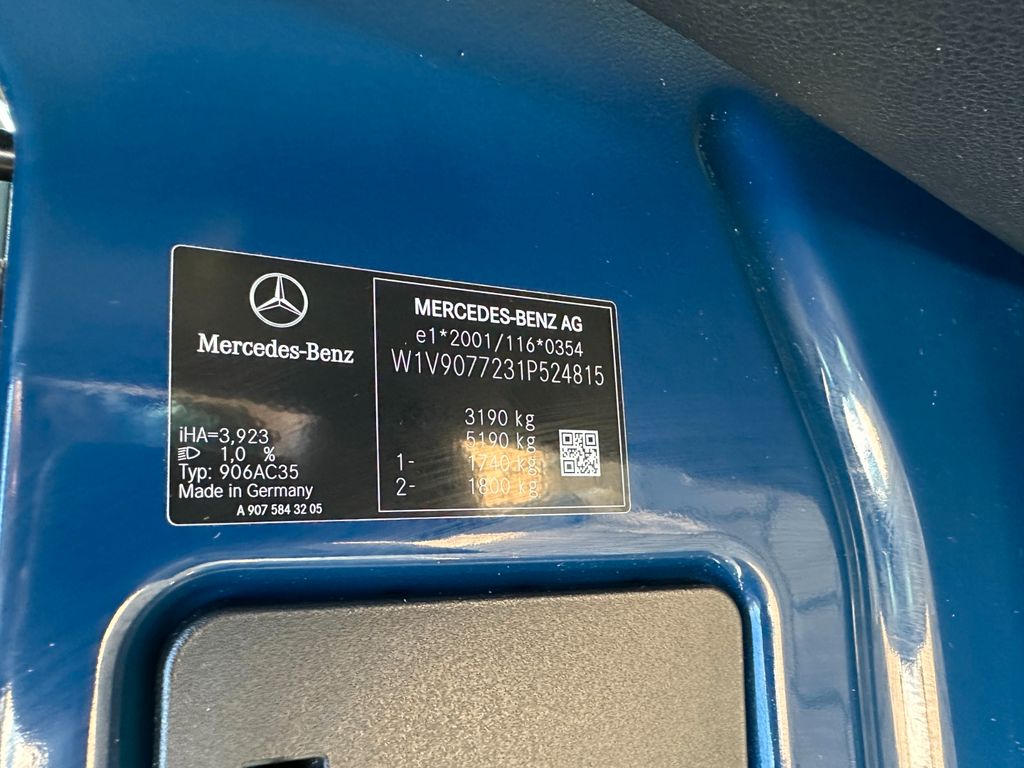 Mercedes-Benz
iHA=3,923
1,0 %
Typ: 906AC35
Made in Germany
A 907 584 32 05
MERCEDES-BENZ AG
e1*2001/116*0354
W1V9077231P524815
3190 kg
5190 kg
1- 1740 kg
2- 1800 kg